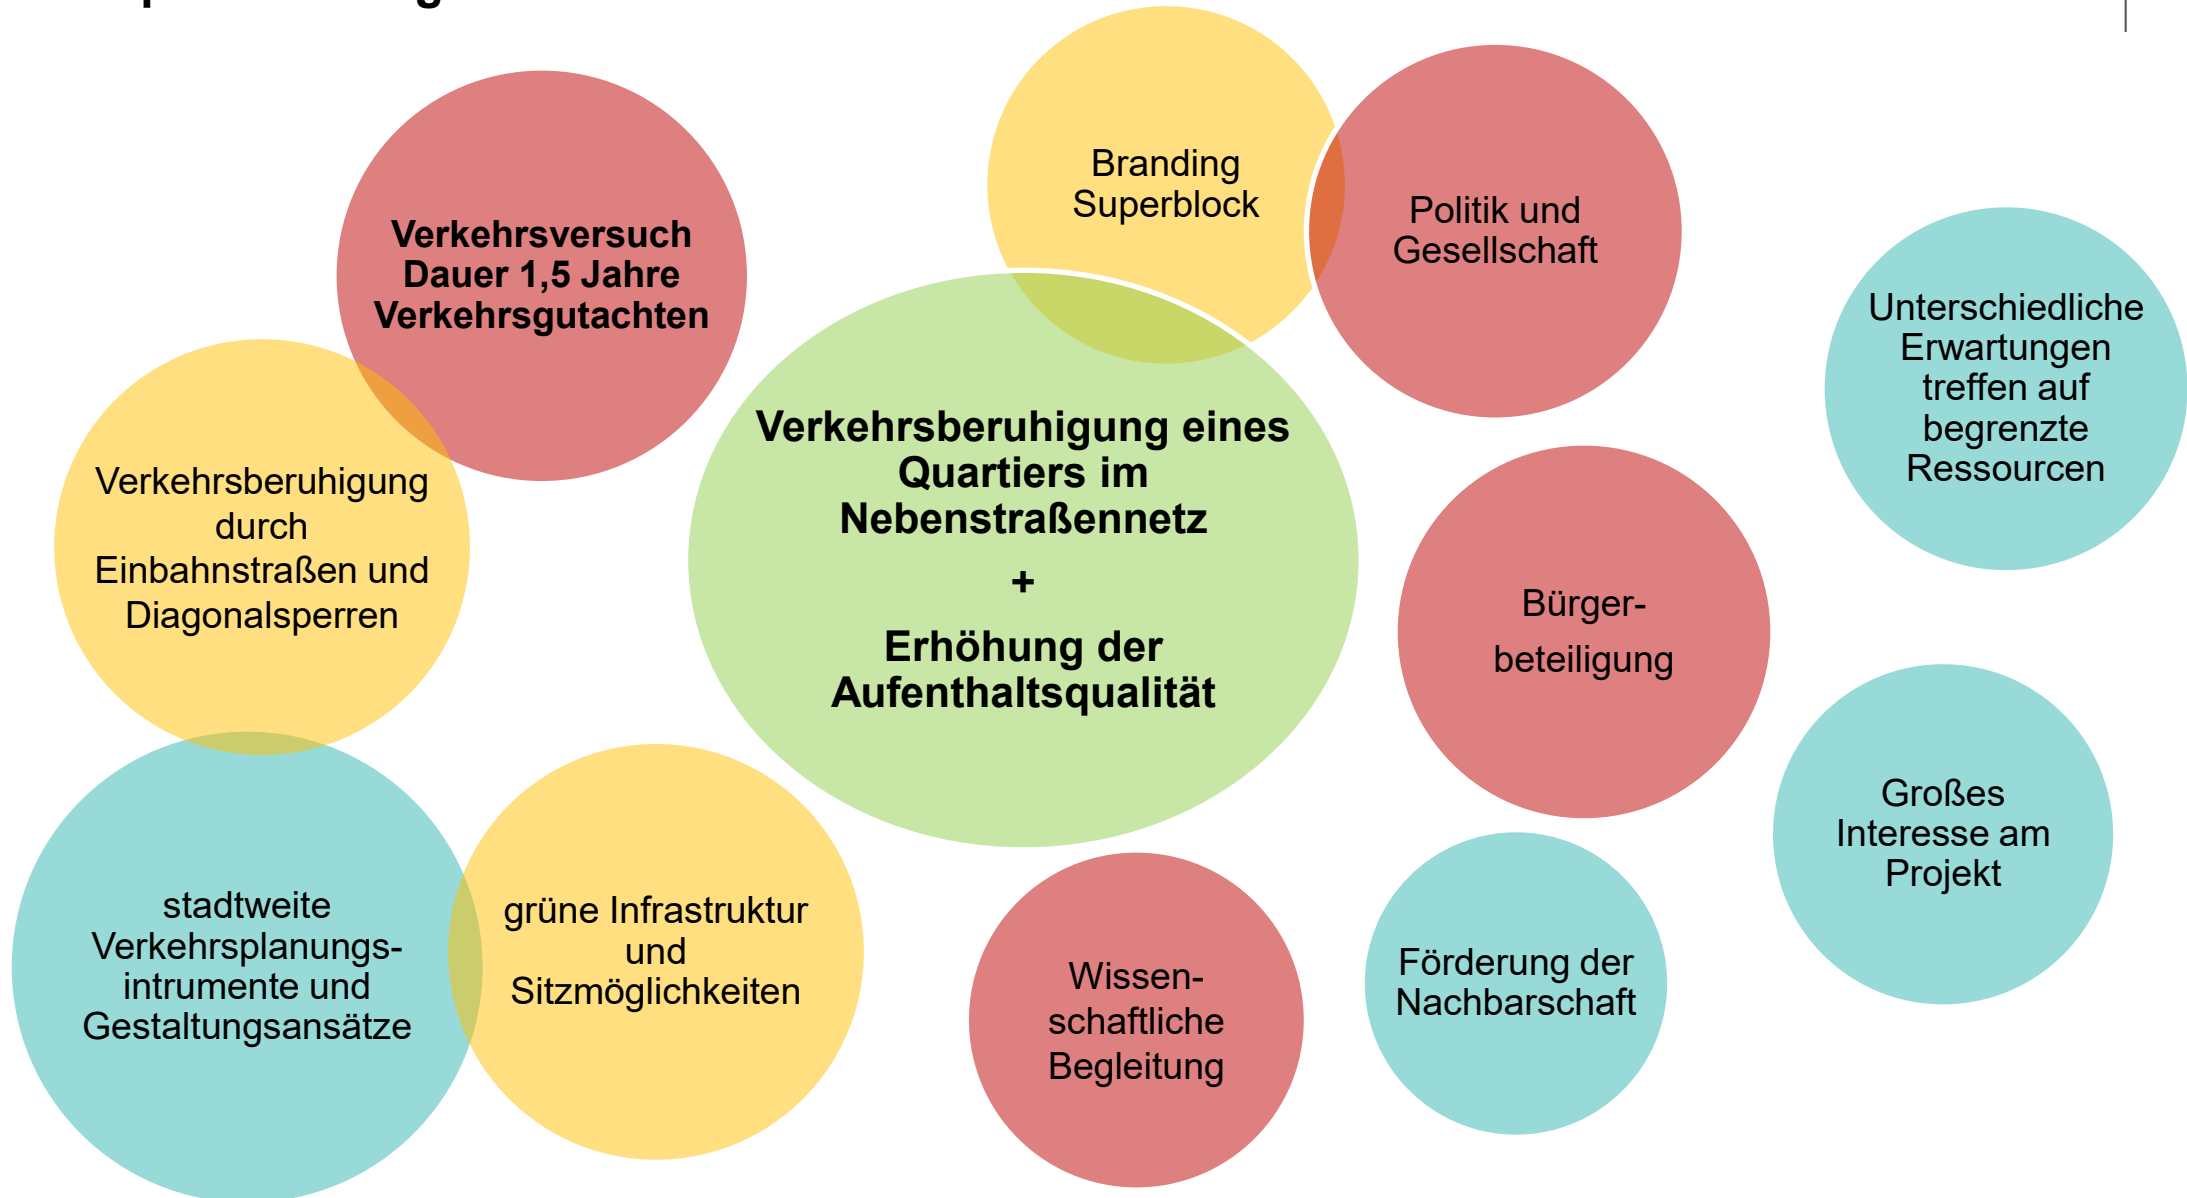 Verkehrsversuch
Dauer 1,5 Jahre
Verkehrsgutachten
Branding
Superblock
Politik und
Gesellschaft
Unterschiedliche
Erwartungen
treffen auf
begrenzte
Ressourcen
Verkehrsberuhigung
durch
Einbahnstraßen und
Diagonalsperren
Verkehrsberuhigung eines
Quartiers im
Nebenstraßennetz
+
Erhöhung der
Aufenthaltsqualität
Bürger-
beteiligung
Großes
Interesse am
Projekt
stadtweite
Verkehrsplanungs-
intrumente und
Gestaltungsansätze
grüne Infrastruktur
und
Sitzmöglichkeiten
Wissen-
schaftliche
Begleitung
Förderung der
Nachbarschaft